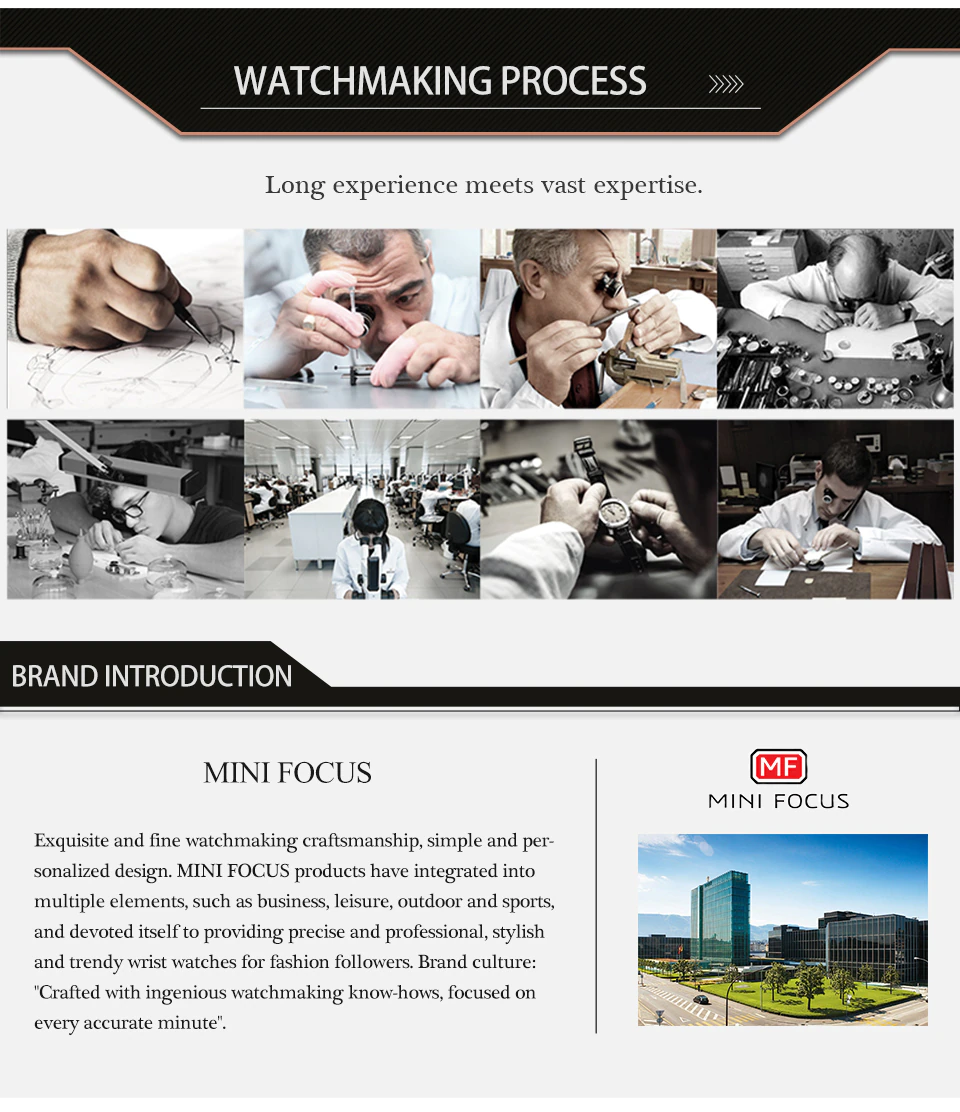 WATCHMAKING PROCESS
Long experience meets vast expertise.
BRAND INTRODUCTION
MINI FOCUS
Exquisite and fine watchmaking craftsmanship, simple and per-
sonalized design. MINI FOCUS products have integrated into
multiple elements, such as business, leisure, outdoor and sports,
and devoted itself to providing precise and professional, stylish
and trendy wrist watches for fashion followers. Brand culture:
"Crafted with ingenious watchmaking know-hows, focused on
every accurate minute".
MF
MINI FOCUS